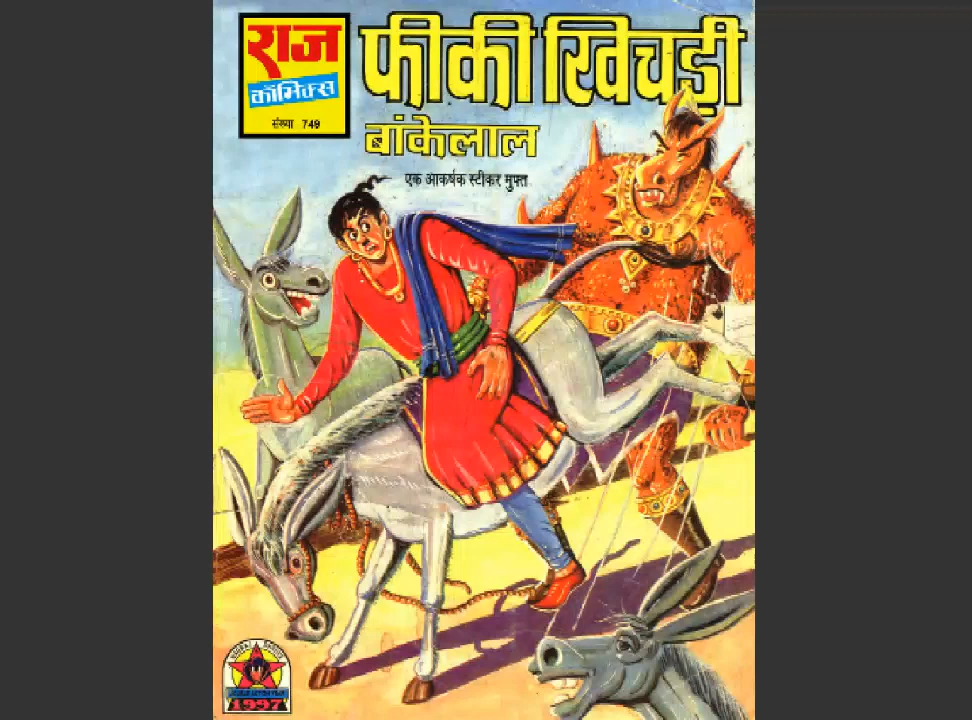 राज
कॉमिक्स
संख्या 749
फीकी खिचड़ी
बांकेलाल
एक आकर्षक स्टीकर मुफ्त
1997